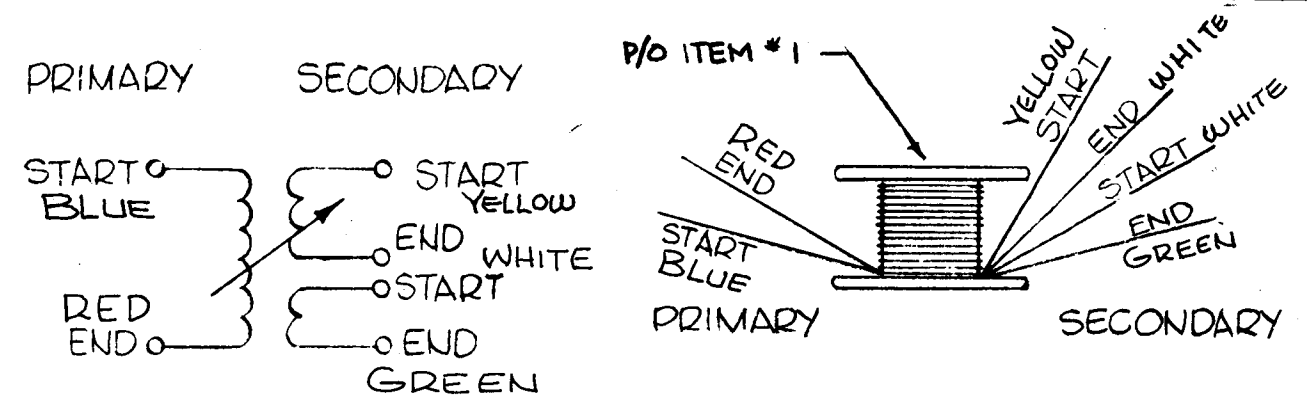 PRIMARY
SECONDARY
START
BLUE
RED
END
START
YELLOW
END
WHITE
START
END
GREEN
P/O ITEM #1
RED
END
START
BLUE
PRIMARY
YELLOW
START
END WHITE
START WHITE
END
GREEN
SECONDARY